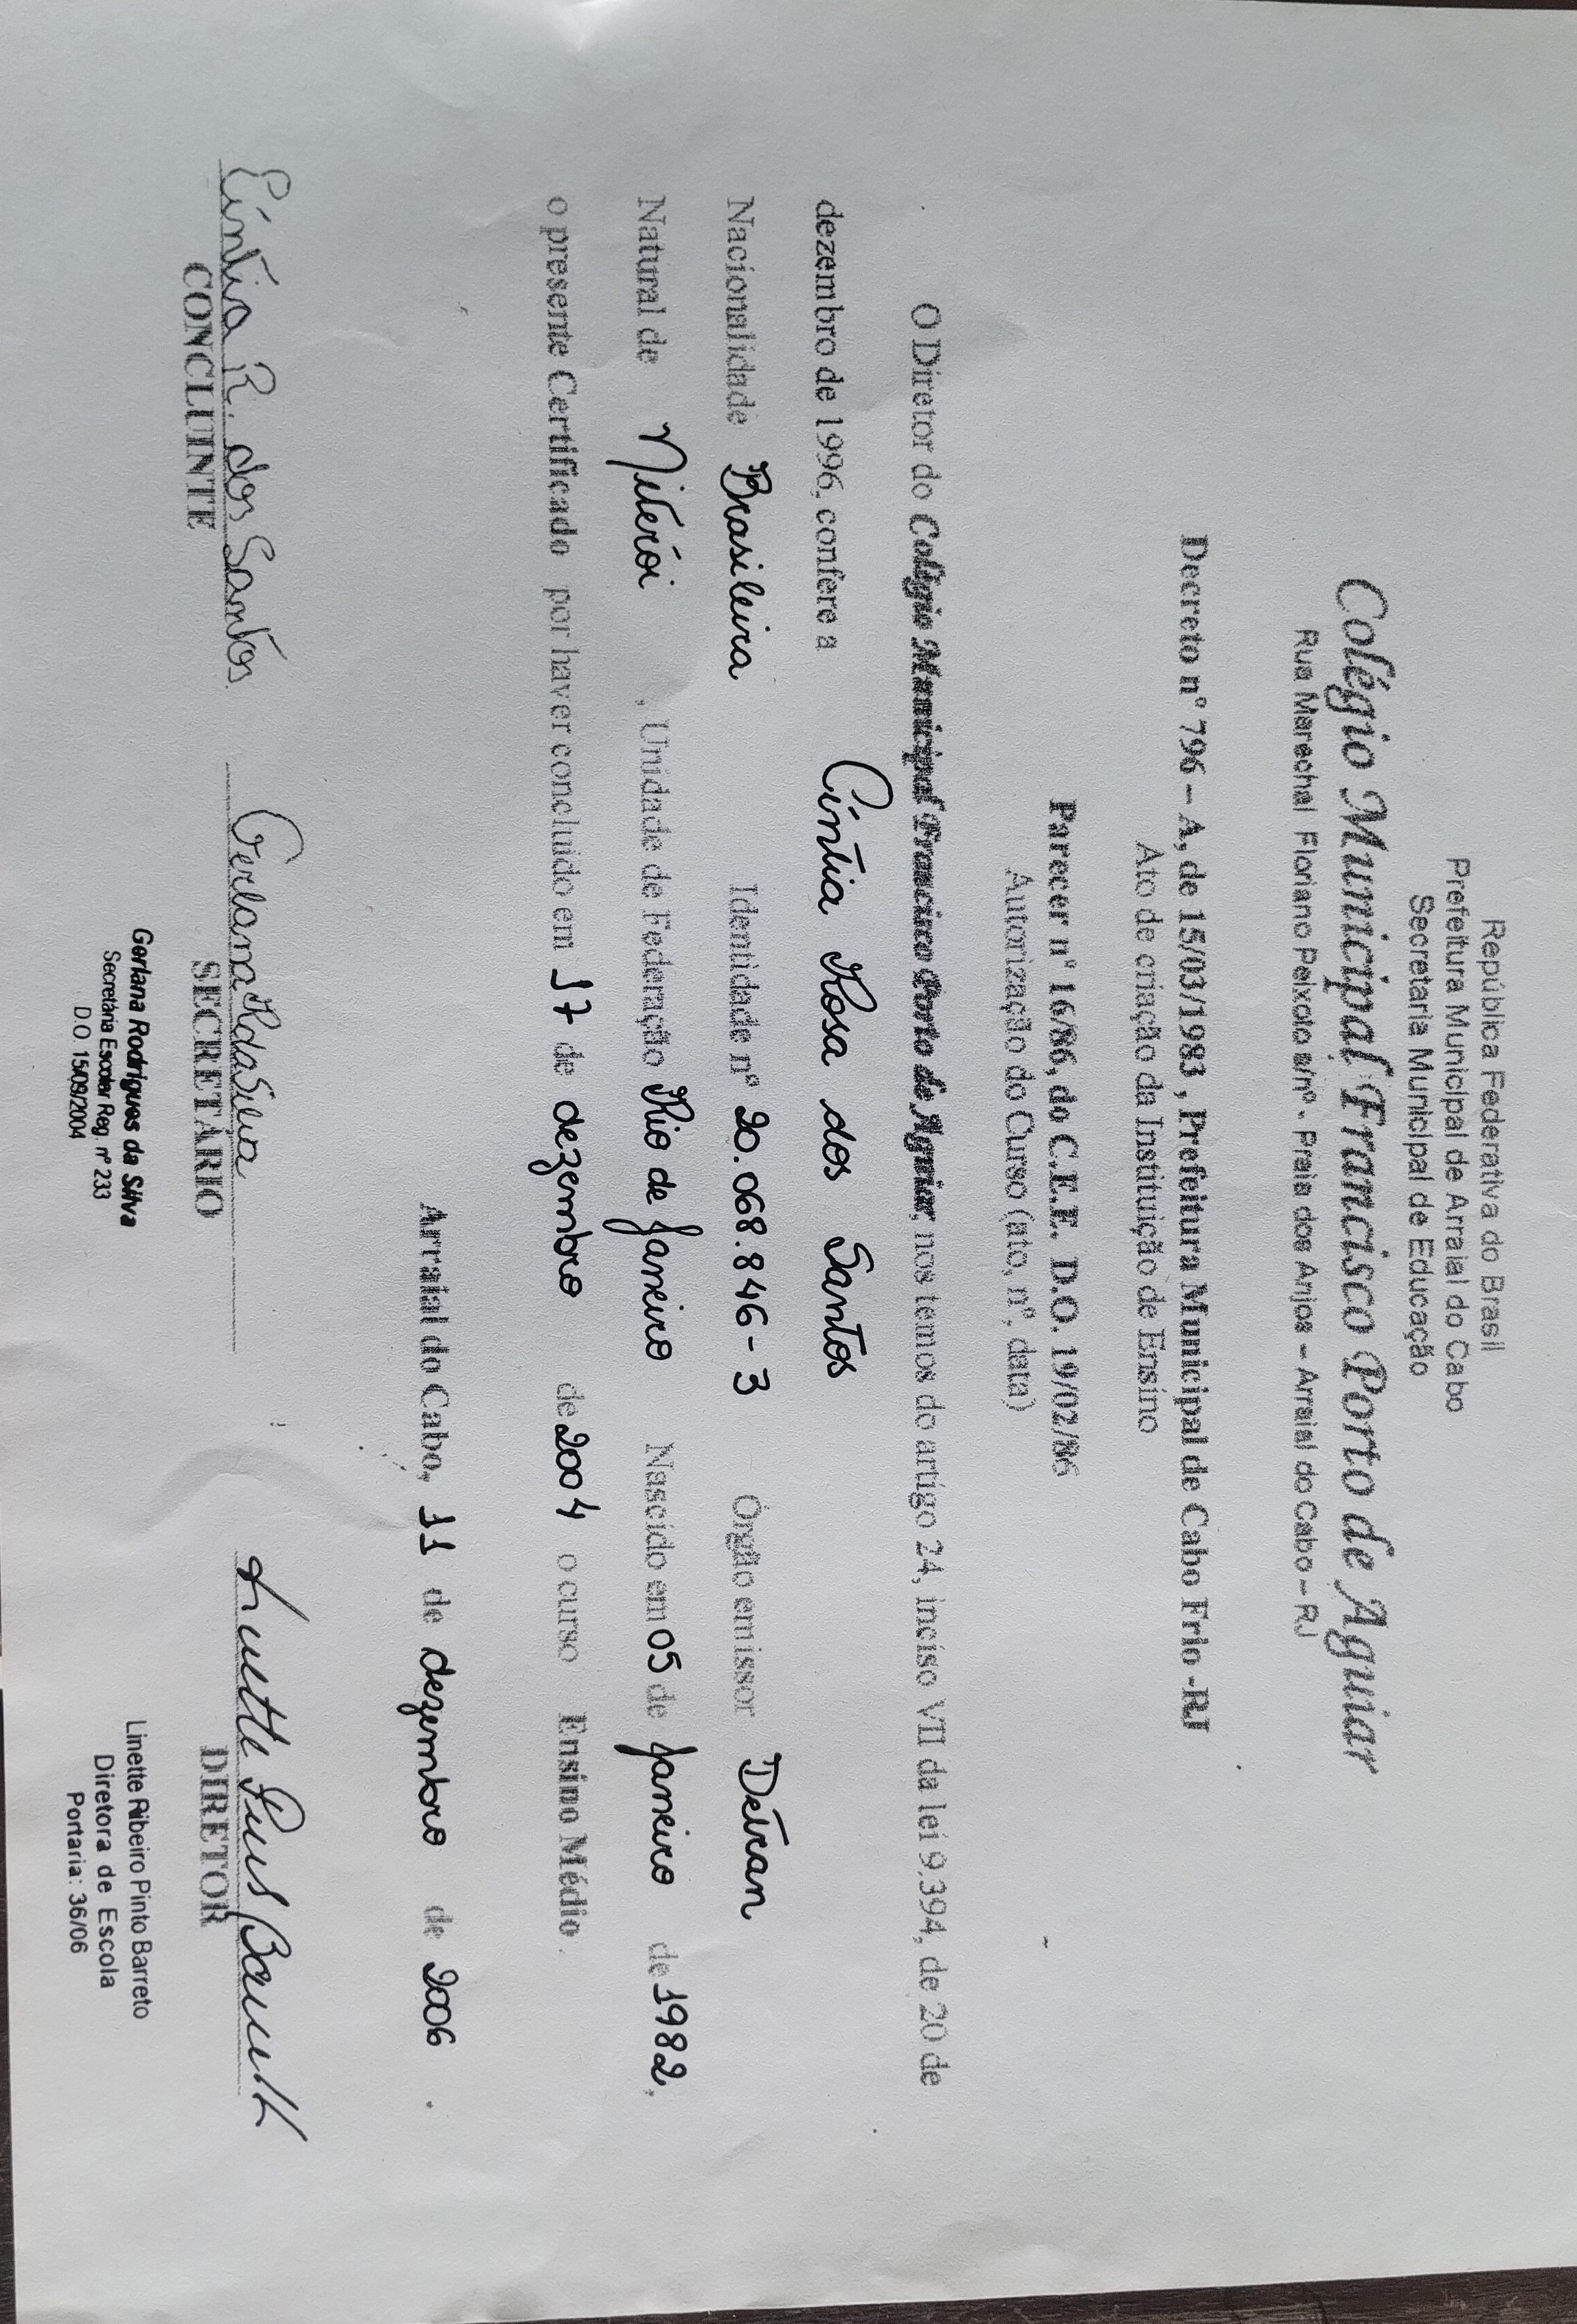 República Federativa do Brasil
Prefeitura Municipal de Arraial do Cabo
Secretaria Municipal de Educação
Colégio Municipal Francisco Porto de Aguiar
Rua Marechal Floriano Peixoto s/nº - Praia dos Anjos – Arraial do Cabo – RJ
Decreto nº 796 – A, de 15/03/1983 , Prefeitura Municipal de Cabo Frio -RJ
Ato de criação da Instituição de Ensino
Parecer nº 16/86, do C.E.E. D.O. 19/02/86
Autorização do Curso (ato, nº, data)
O Diretor do Colégio Municipal Francisco Porto de Aguiar, nos temos do artigo 24, inciso VII da lei 9.394, de 20 de
dezembro de 1996, confere a Cíntia Rosa dos Santos
Nacionalidade Brasileira Identidade nº 20.068.846-3 Órgão emissor Detran
Natural de Niterói , Unidade de Federação Rio de Janeiro Nascido em 05 de Janeiro de 1982,
o presente Certificado por haver concluído em 17 de dezembro de 2004 o curso Ensino Médio .
Arraial do Cabo, 11 de dezembro de 2006 .
Cíntia R. dos Santos. Gerlana R da Silva Linette Barreto
CONCLUINTE SECRETÁRIO DIRETOR
Gerlana Rodrigues da Silva
Secretária Escolar Reg. nº 233
D.O 15/09/2004
Linette Ribeiro Pinto Barreto
Diretora de Escola
Portaria: 36/06